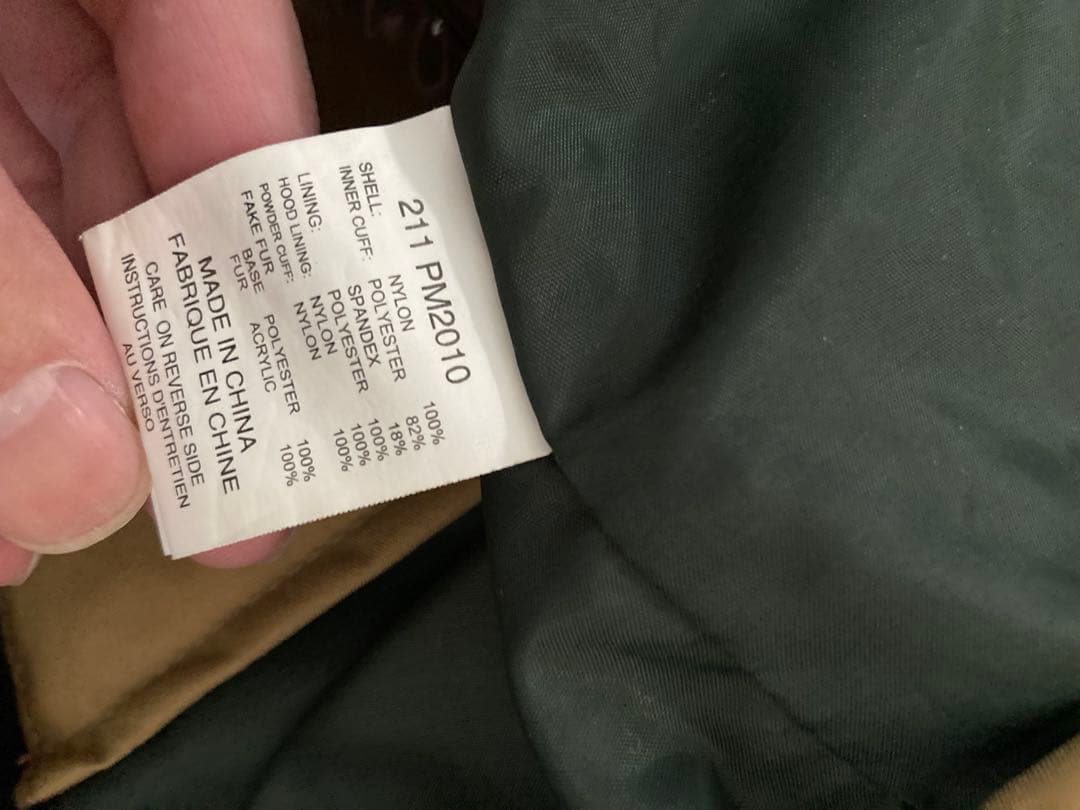 211 PM2010
SHELL: NYLON 100%
INNER CUFF: POLYESTER 82%
SPANDEX 18%
LINING: POLYESTER 100%
HOOD LINING: NYLON 100%
POWDER CUFF: NYLON 100%
FAKE FUR BASE POLYESTER 100%
FUR ACRYLIC 100%
MADE IN CHINA
FABRIQUE EN CHINE
CARE ON REVERSE SIDE
INSTRUCTIONS D'ENTRETIEN
AU VERSO